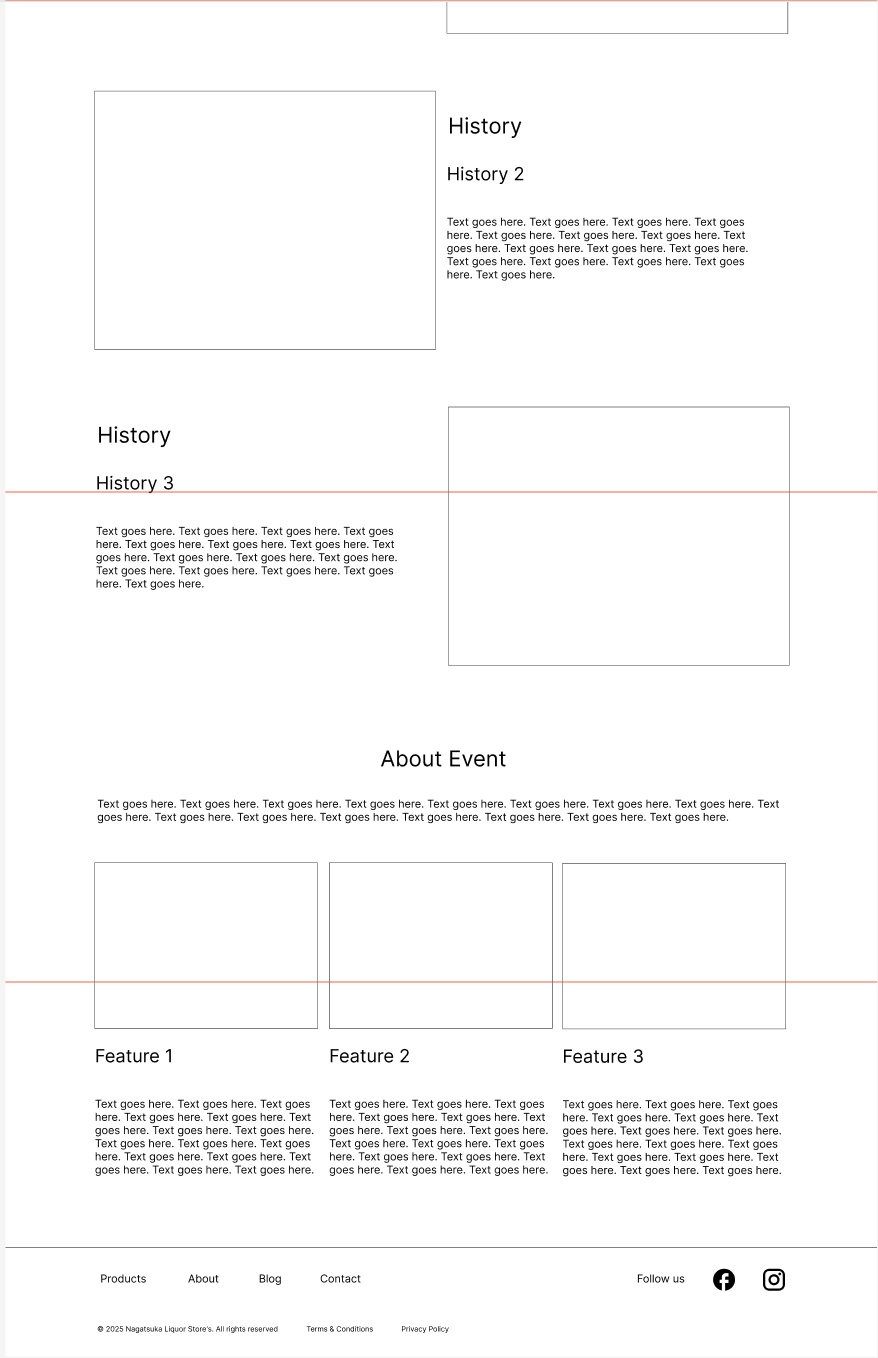 History
History 2
Text goes here. Text goes here. Text goes here. Text goes
here. Text goes here. Text goes here. Text goes here. Text
goes here. Text goes here. Text goes here. Text goes here.
Text goes here. Text goes here. Text goes here. Text goes
here. Text goes here.
History
History 3
Text goes here. Text goes here. Text goes here. Text goes
here. Text goes here. Text goes here. Text goes here. Text
goes here. Text goes here. Text goes here. Text goes here.
Text goes here. Text goes here. Text goes here. Text goes
here. Text goes here.
About Event
Text goes here. Text goes here. Text goes here. Text goes here. Text goes here. Text goes here. Text goes here. Text goes here. Text
goes here. Text goes here. Text goes here. Text goes here. Text goes here. Text goes here. Text goes here. Text goes here.
Feature 1
Text goes here. Text goes here. Text goes
here. Text goes here. Text goes here. Text
goes here. Text goes here. Text goes here.
Text goes here. Text goes here. Text goes
here. Text goes here. Text goes here. Text
goes here. Text goes here. Text goes here.
Feature 2
Text goes here. Text goes here. Text goes
here. Text goes here. Text goes here. Text
goes here. Text goes here. Text goes here.
Text goes here. Text goes here. Text goes
here. Text goes here. Text goes here. Text
goes here. Text goes here. Text goes here.
Feature 3
Text goes here. Text goes here. Text goes
here. Text goes here. Text goes here. Text
goes here. Text goes here. Text goes here.
Text goes here. Text goes here. Text goes
here. Text goes here. Text goes here. Text
goes here. Text goes here. Text goes here.
Products About Blog Contact Follow us
© 2025 Nagatsuka Liquor Store's. All rights reserved Terms & Conditions Privacy Policy